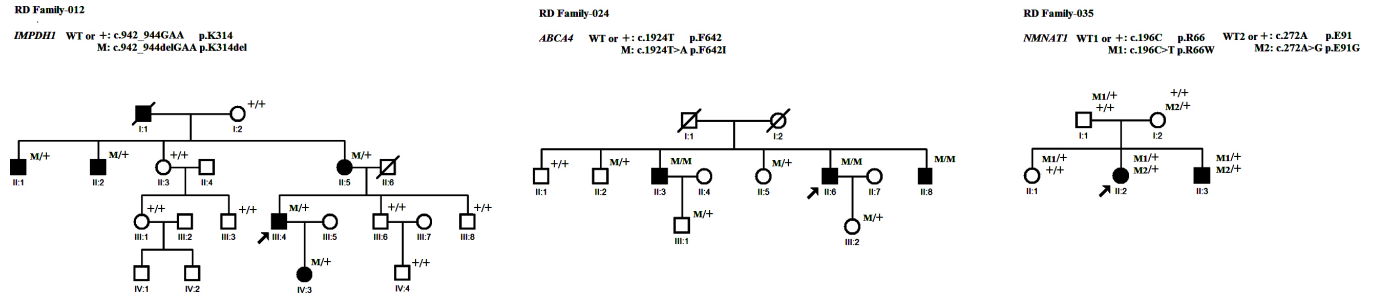 RD Family-012
IMPDH1 WT or +: c.942_944GAA p.K314
M: c.942_944delGAA p.K314del
+/+
I:1 I:2
M/+ M/+ +/+ M/+
II:1 II:2 II:3 II:4 II:5 II:6
+/+ +/+ M/+ +/+ +/+
III:1 III:2 III:3 III:4 III:5 III:6 III:7 III:8
M/+ +/+
IV:1 IV:2 IV:3 IV:4
RD Family-024
ABCA4 WT or +: c.1924T p.F642
M: c.1924T>A p.F642I
I:1 I:2
+/+ M/+ M/M M/+ M/M M/M
II:1 II:2 II:3 II:4 II:5 II:6 II:7 II:8
M/+ M/+
III:1 III:2
RD Family-035
NMNAT1 WT1 or +: c.196C p.R66 WT2 or +: c.272A p.E91
M1: c.196C>T p.R66W M2: c.272A>G p.E91G
M1/+ +/+
+/+ M2/+
I:1 I:2
M1/+ M1/+ M1/+
+/+ M2/+ M2/+
II:1 II:2 II:3